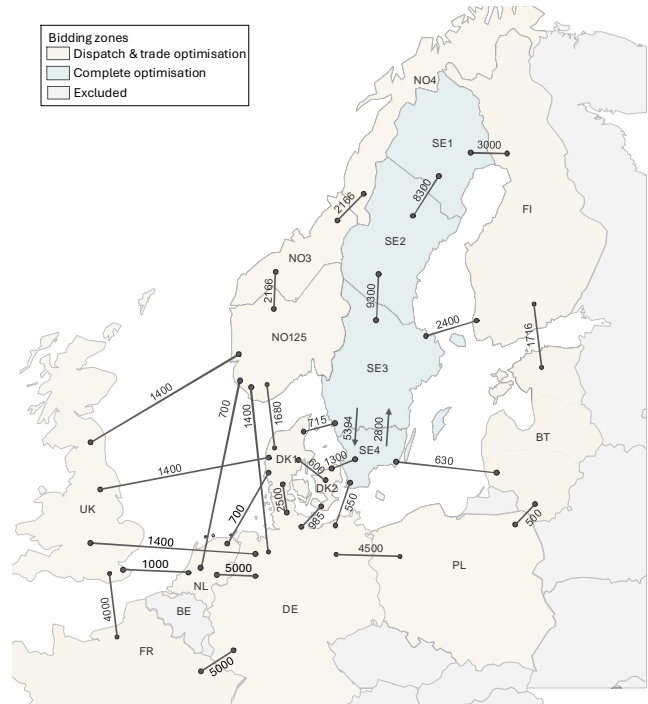 Bidding zones
Dispatch & trade optimisation
Complete optimisation
Excluded
NO4
SE1
3000
8300
2166
FI
SE2
NO3
2166
9300
2400
1716
NO125
SE3
1400
700
1400
1680
715
5394
2800
SE4
BT
DK1
600
1300
630
1400
DK2
UK
2500
985
550
500
700
1400
4500
1000
5000
PL
NL
4000
BE
DE
FR
5000